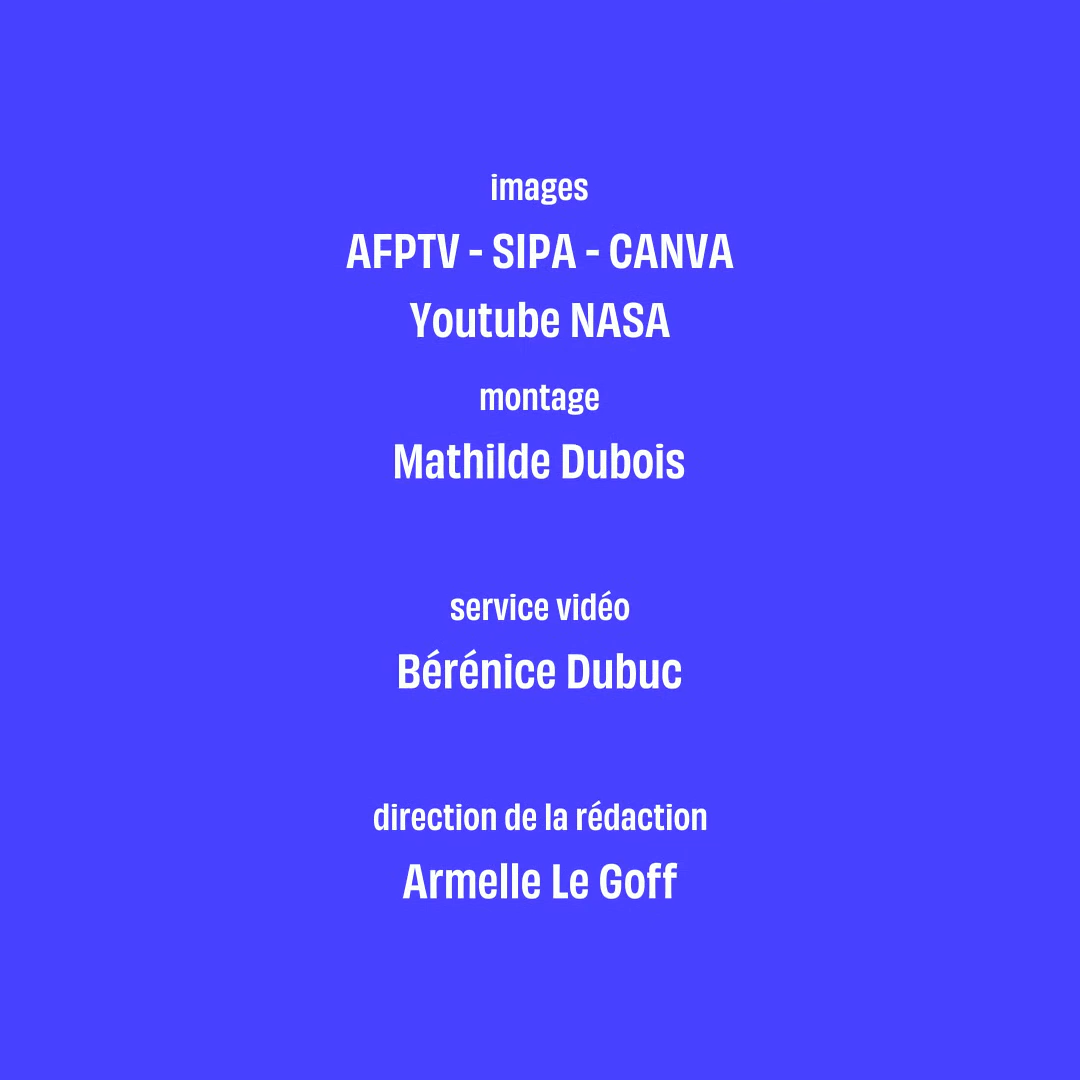 images
AFPTV - SIPA - CANVA
Youtube NASA
montage
Mathilde Dubois
service vidéo
Bérénice Dubuc
direction de la rédaction
Armelle Le Goff